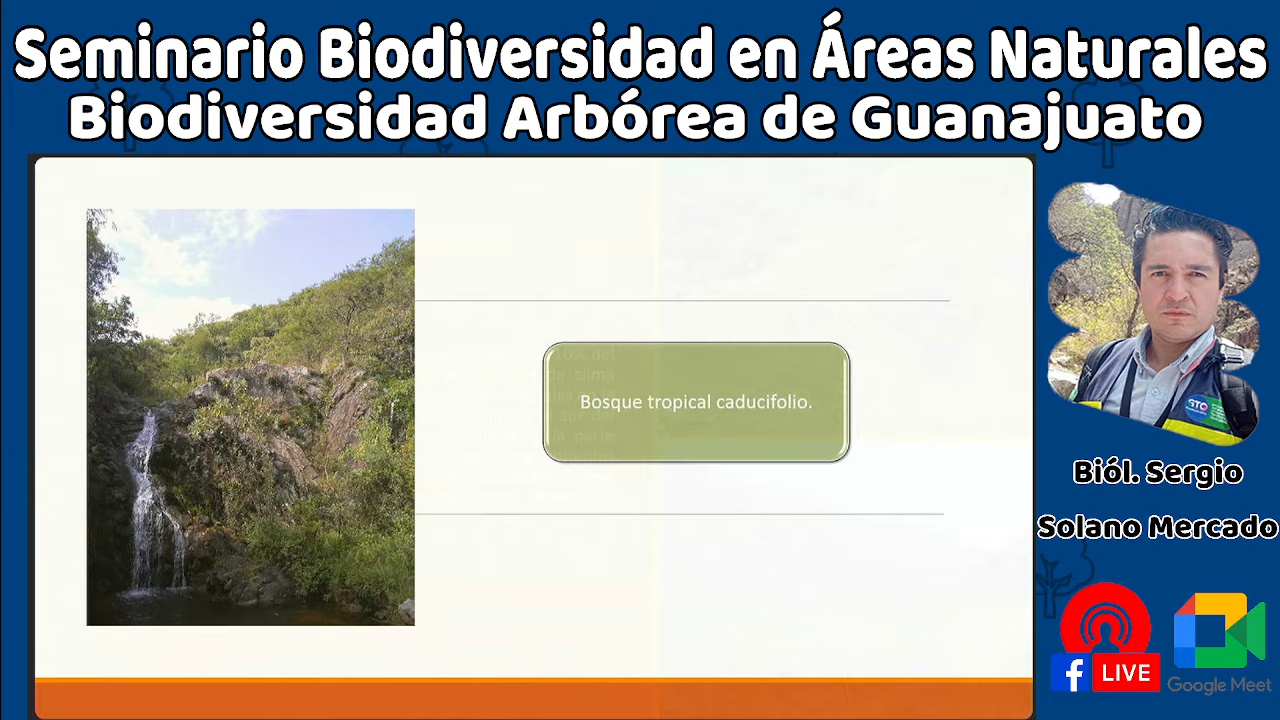 Seminario Biodiversidad en Áreas Naturales
Biodiversidad Arbórea de Guanajuato
Bosque tropical caducifolio.
GTO
Biól. Sergio
Solano Mercado
f LIVE
Google Meet